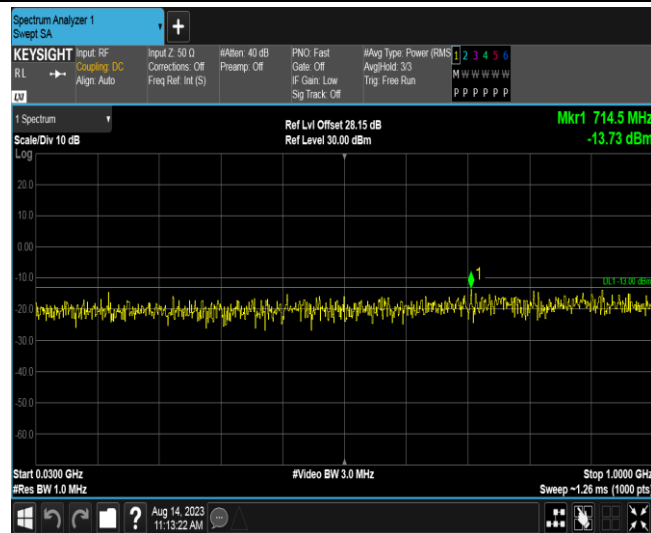 Spectrum Analyzer 1
Swept SA
+
KEYSIGHT Input: RF
RL
Coupling: DC
Align: Auto
LXI
Input Z: 50 Ω
Corrections: Off
Freq Ref: Int (S)
#Atten: 40 dB
Preamp: Off
PNO: Fast
Gate: Off
IF Gain: Low
Sig Track: Off
#Avg Type: Power (RMS
Avg|Hold: 3/3
Trig: Free Run
1 2 3 4 5 6
M W W W W W
P P P P P P
1 Spectrum
Scale/Div 10 dB
Log
Ref Lvl Offset 28.15 dB
Ref Level 30.00 dBm
Mkr1 714.5 MHz
-13.73 dBm
20.0
10.0
0.00
-10.0
-20.0
-30.0
-40.0
-50.0
-60.0
1
DL1 -13.00 dBm
Start 0.0300 GHz
#Res BW 1.0 MHz
#Video BW 3.0 MHz
Stop 1.0000 GHz
Sweep ~1.26 ms (1000 pts)
?
Aug 14, 2023
11:13:22 AM